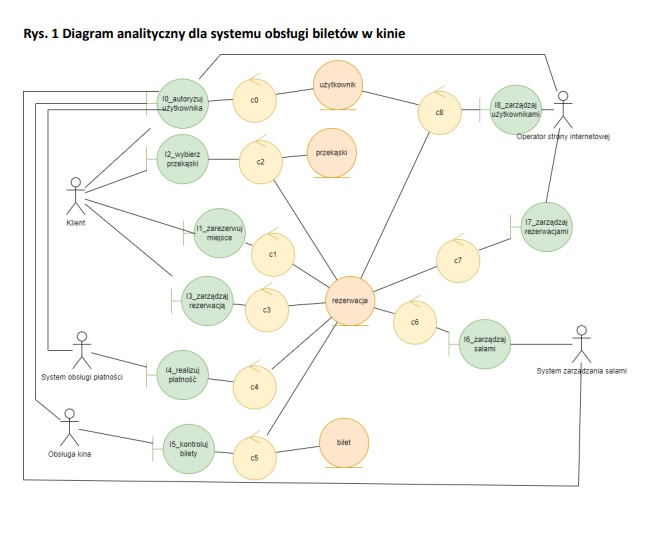 Rys. 1 Diagram analityczny dla systemu obsługi biletów w kinie
I0_autoryzuj
użytkownika
c0
użytkownik
c8
I8_zarządzaj
użytkownikami
Operator strony internetowej
I2_wybierz
przekąski
c2
przekąski
Klient
I1_zarezerwuj
miejsce
c1
I7_zarządzaj
rezerwacjami
c7
I3_zarządzaj
rezerwacją
c3
rezerwacja
c6
I6_zarządzaj
salami
System zarządzania salami
System obsługi płatności
I4_realizuj
płatność
c4
Obsługa kina
I5_kontroluj
bilety
c5
bilet